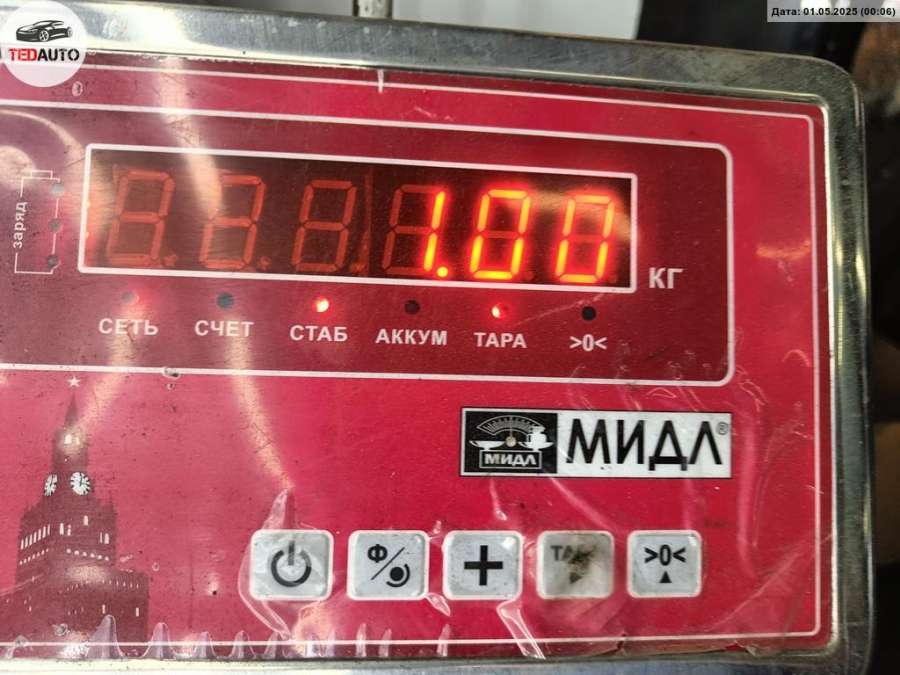 Дата: 01.05.2025 (00:06)
TEDAUTO
заряд
1.00
КГ
СЕТЬ СЧЕТ СТАБ АККУМ ТАРА >0<
МИДЛ МИДЛ®
Ф + >0<